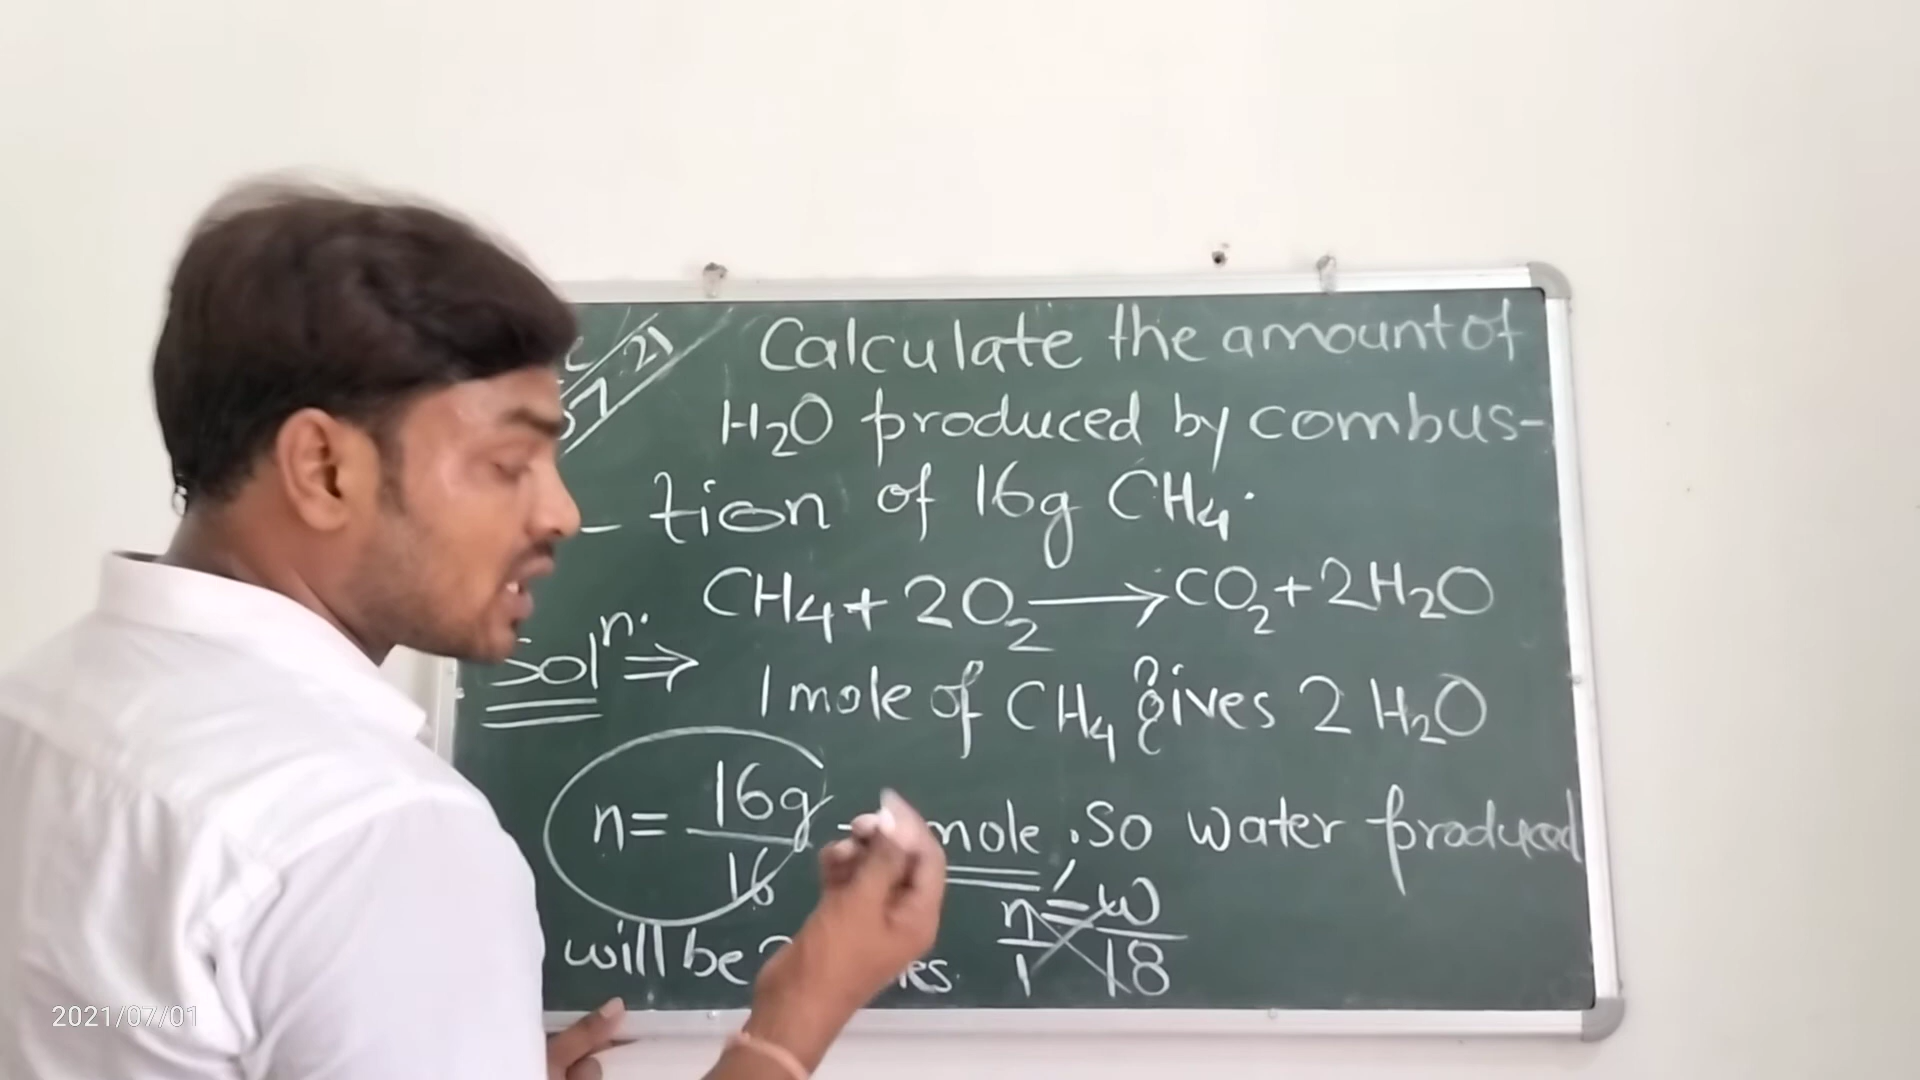 2) Calculate the amount of
H2O produced by combus-
- tion of 16g CH4.
CH4 + 2O2 → CO2 + 2H2O
Solⁿ. ⇒
1 mole of CH4 gives 2 H2O
n = 16g / 16 mole. So water produced
will be
n/1 = w/18
2021/07/01